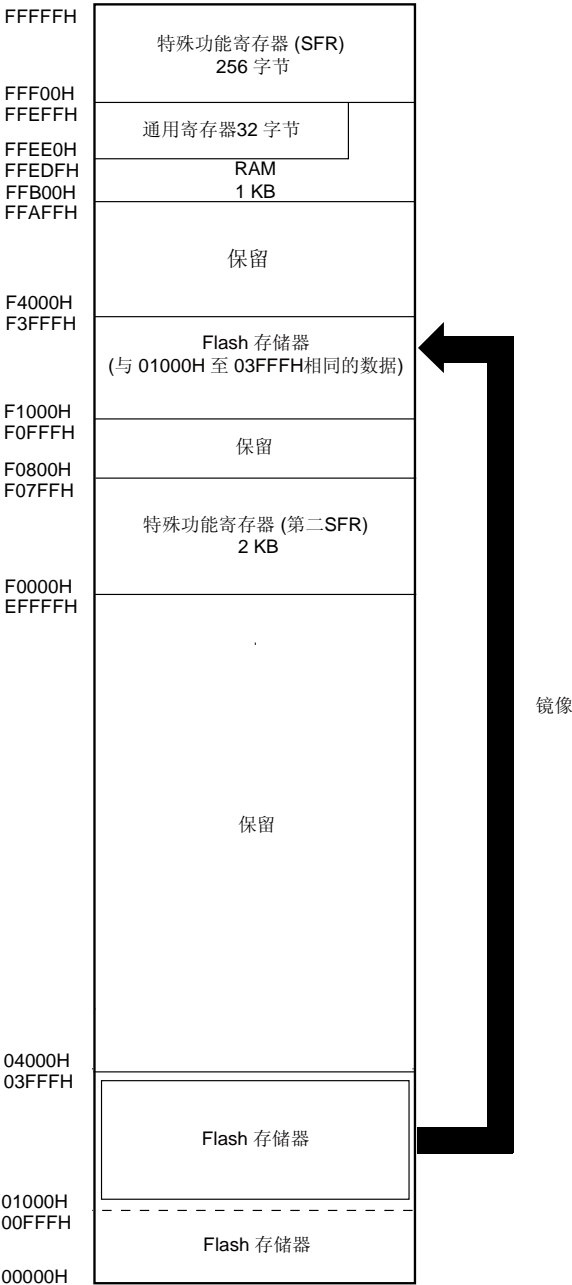 FFFFFH
特殊功能寄存器 (SFR)
256 字节
FFF00H
FFEFFH
通用寄存器32 字节
FFEE0H
FFEDFH
RAM
FFB00H
1 KB
FFAFFH
保留
F4000H
F3FFFH
Flash 存储器
(与 01000H 至 03FFFH相同的数据)
F1000H
F0FFFH
保留
F0800H
F07FFH
特殊功能寄存器 (第二SFR)
2 KB
F0000H
EFFFFH
镜像
保留
04000H
03FFFH
Flash 存储器
01000H
00FFFH
Flash 存储器
00000H